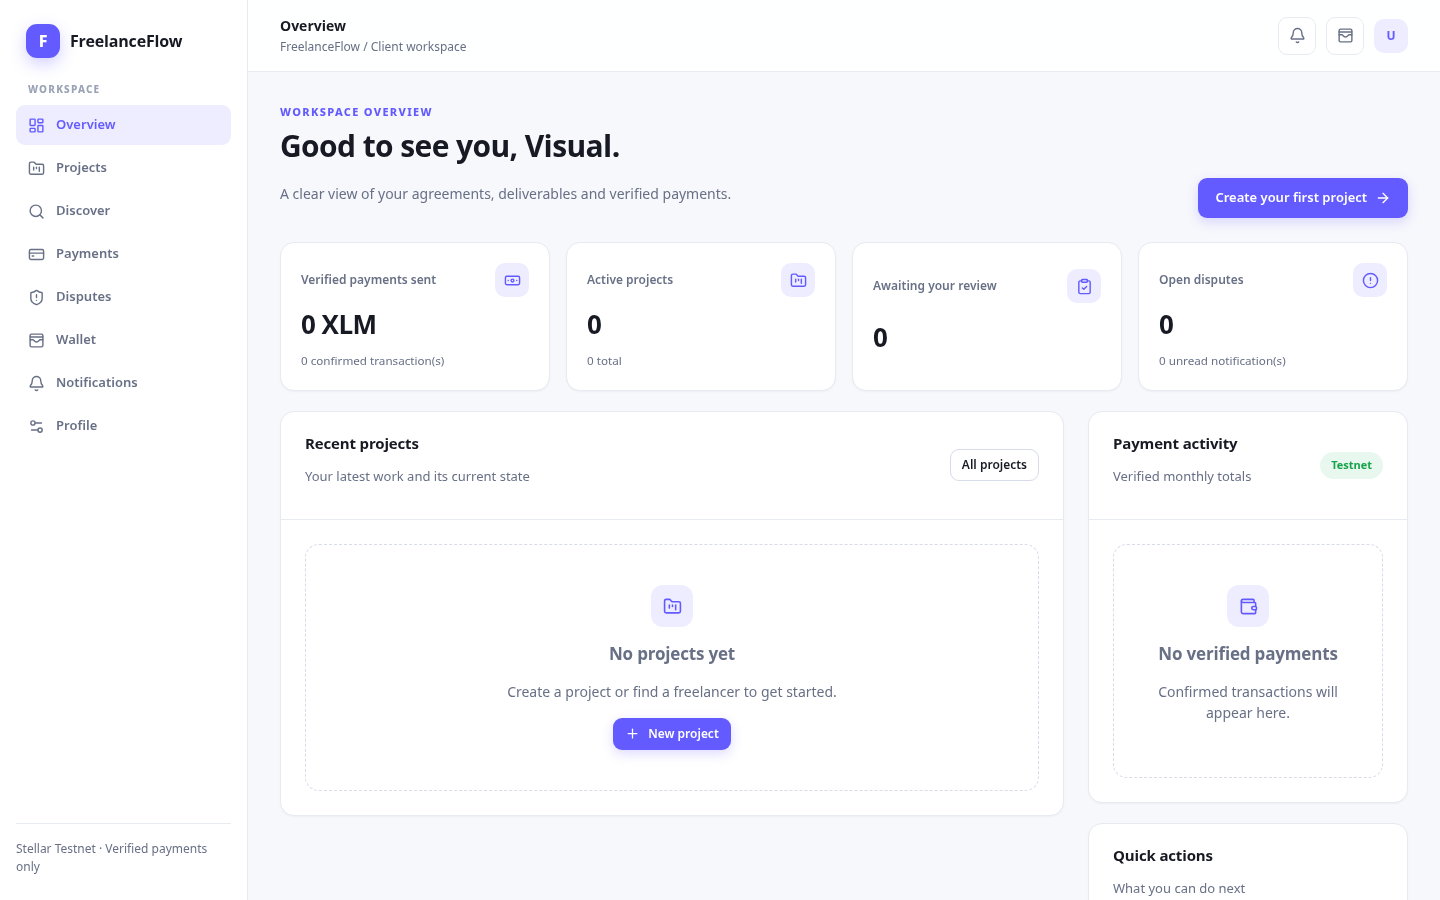 F
FreelanceFlow
WORKSPACE
Overview
Projects
Discover
Payments
Disputes
Wallet
Notifications
Profile
Stellar Testnet · Verified payments
only
Overview
FreelanceFlow / Client workspace
U
WORKSPACE OVERVIEW
Good to see you, Visual.
A clear view of your agreements, deliverables and verified payments.
Create your first project
Verified payments sent
0 XLM
0 confirmed transaction(s)
Active projects
0
0 total
Awaiting your review
0
Open disputes
0
0 unread notification(s)
Recent projects
Your latest work and its current state
All projects
No projects yet
Create a project or find a freelancer to get started.
New project
Payment activity
Verified monthly totals
Testnet
No verified payments
Confirmed transactions will
appear here.
Quick actions
What you can do next